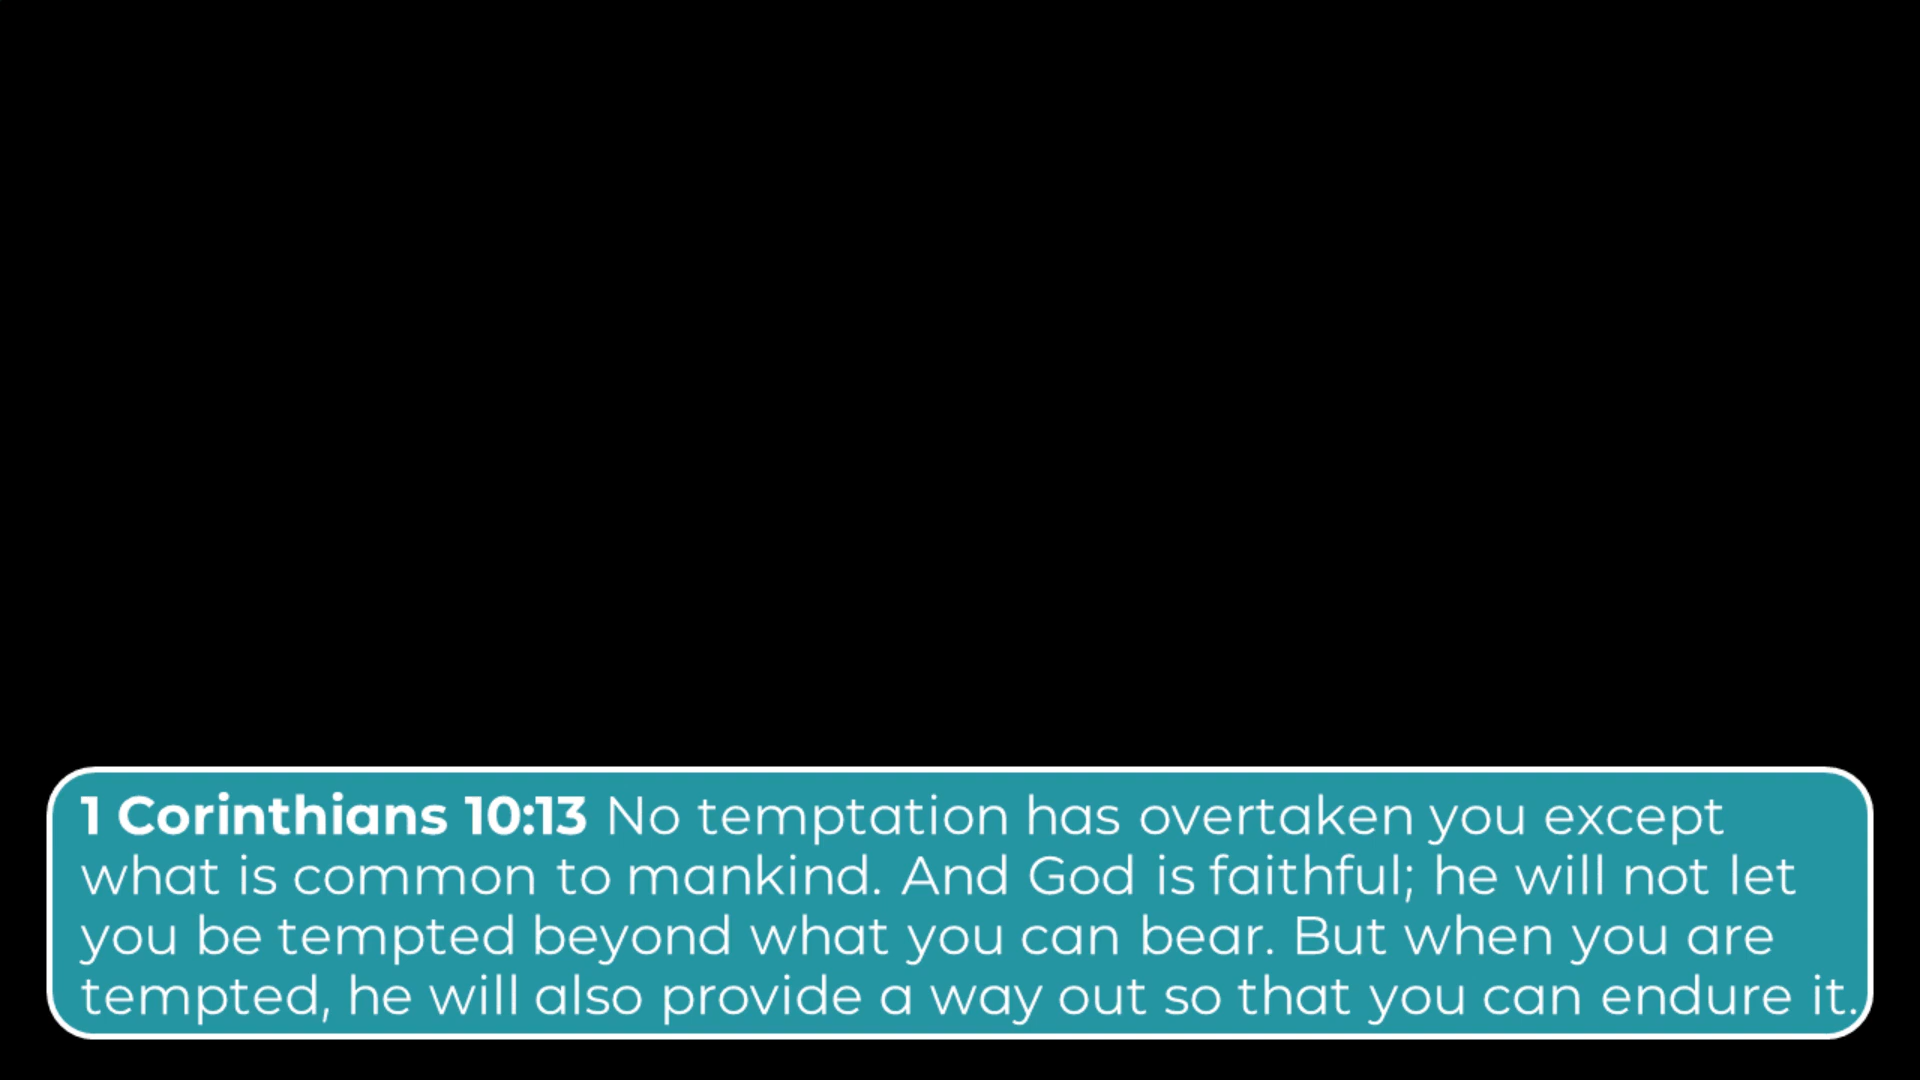 1 Corinthians 10:13 No temptation has overtaken you except
what is common to mankind. And God is faithful; he will not let
you be tempted beyond what you can bear. But when you are
tempted, he will also provide a way out so that you can endure it.